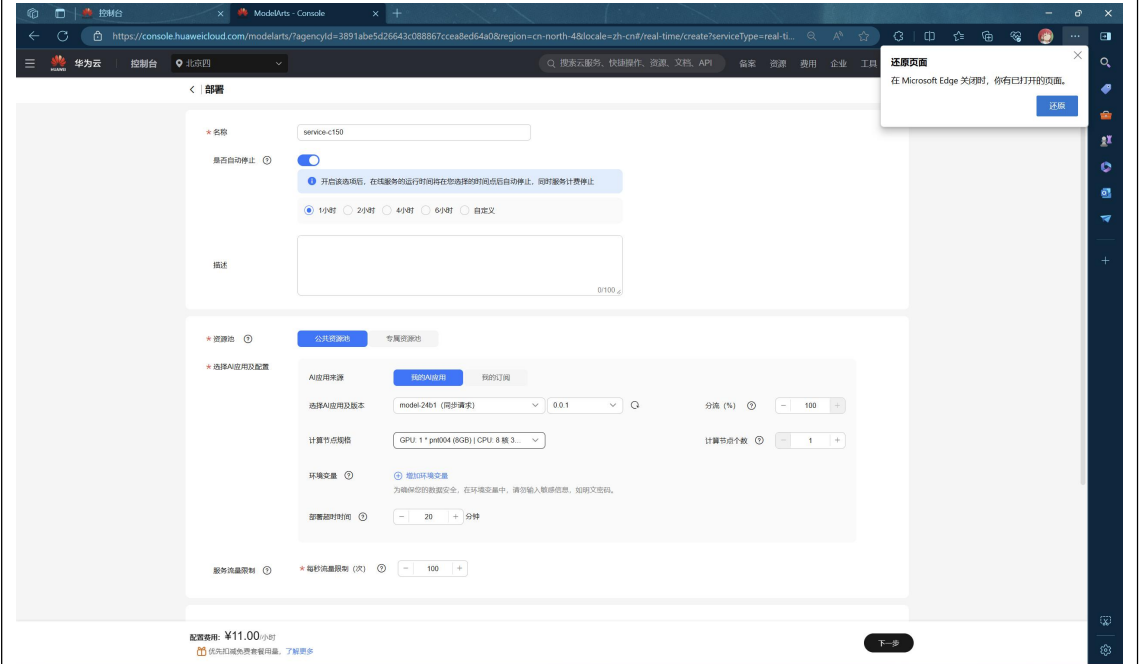 控制台
ModelArts - Console
https://console.huaweicloud.com/modelarts/?agencyId=3891abe5d26643c088867ccea8ed64a0&region=cn-north-4&locale=zh-cn#/real-time/create?serviceType=real-ti...
HUAWEI 华为云 控制台 北京四 搜索云服务、快捷操作、资源、文档、API 备案 资源 费用 企业 工具
还原页面
在 Microsoft Edge 关闭时，你有已打开的页面。
还原
部署
* 名称 service-c150
是否自动停止
开启该选项后，在线服务的运行时间将在您选择的时间点后自动停止，同时服务计费停止
1小时 2小时 4小时 6小时 自定义
描述
0/100
* 资源池 公共资源池 专属资源池
* 选择AI应用及配置
AI应用来源 我的AI应用 我的订阅
选择AI应用及版本 model-24b1（同步请求） 0.0.1 分流（%） 100
计算节点规格 GPU: 1 * pnt004 (8GB) | CPU: 8 核 3... 计算节点个数 1
环境变量 增加环境变量
为确保您的数据安全，在环境变量中，请勿输入敏感信息，如明文密码。
部署超时时间 20 分钟
服务流量限制 * 每秒流量限制（次） 100
配置费用: ¥11.00/小时
优先扣减免费套餐用量，了解更多
下一步